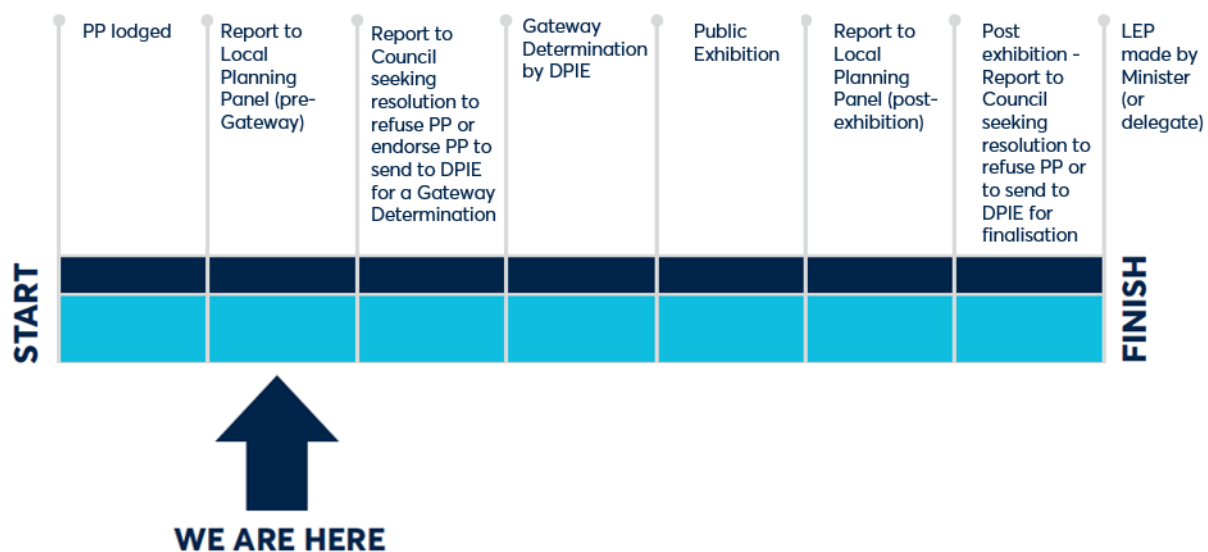 PP lodged
Report to
Local
Planning
Panel (pre-
Gateway)
Report to
Council
seeking
resolution to
refuse PP or
endorse PP to
send to DPIE
for a Gateway
Determination
Gateway
Determination
by DPIE
Public
Exhibition
Report to
Local
Planning
Panel (post-
exhibition)
Post
exhibition -
Report to
Council
seeking
resolution to
refuse PP or
to send to
DPIE for
finalisation
LEP
made by
Minister
(or
delegate)
START
FINISH
WE ARE HERE